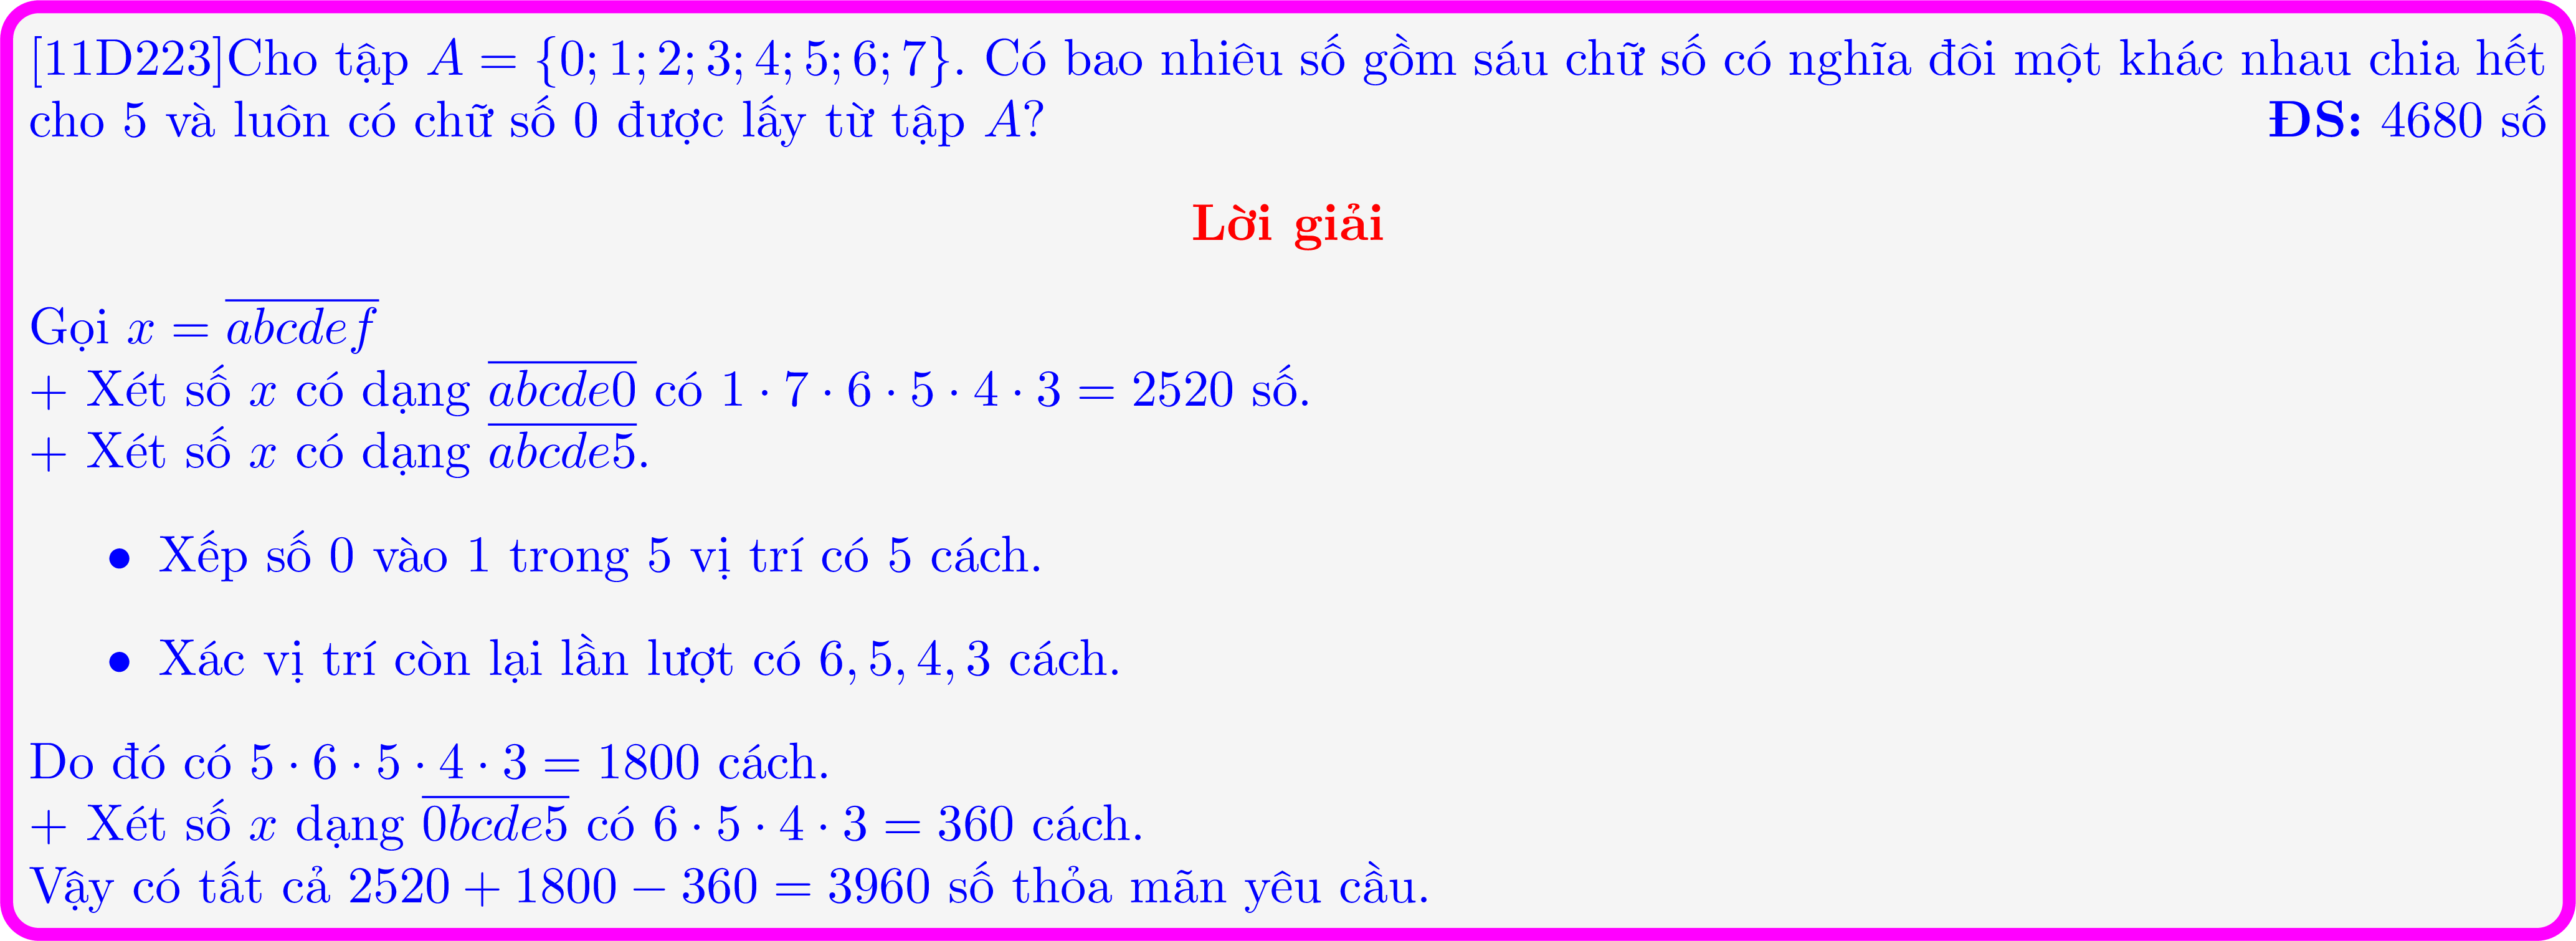 [11D223]Cho tập $A = \{0; 1; 2; 3; 4; 5; 6; 7\}$. Có bao nhiêu số gồm sáu chữ số có nghĩa đôi một khác nhau chia hết
cho 5 và luôn có chữ số 0 được lấy từ tập $A$? ĐS: 4680 số
Lời giải
Gọi $x = \overline{abcdef}$
+ Xét số $x$ có dạng $\overline{abcde0}$ có $1 \cdot 7 \cdot 6 \cdot 5 \cdot 4 \cdot 3 = 2520$ số.
+ Xét số $x$ có dạng $\overline{abcde5}$.
• Xếp số 0 vào 1 trong 5 vị trí có 5 cách.
• Xác vị trí còn lại lần lượt có $6, 5, 4, 3$ cách.
Do đó có $5 \cdot 6 \cdot 5 \cdot 4 \cdot 3 = 1800$ cách.
+ Xét số $x$ dạng $\overline{0bcde5}$ có $6 \cdot 5 \cdot 4 \cdot 3 = 360$ cách.
Vậy có tất cả $2520 + 1800 - 360 = 3960$ số thỏa mãn yêu cầu.